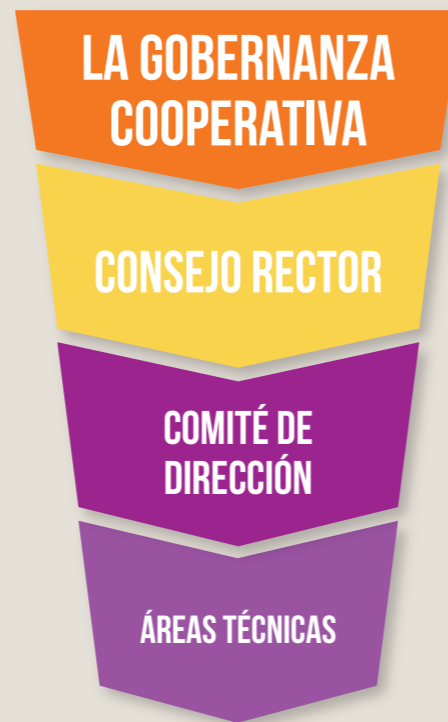 LA GOBERNANZA
COOPERATIVA
CONSEJO RECTOR
COMITÉ DE
DIRECCIÓN
ÁREAS TÉCNICAS